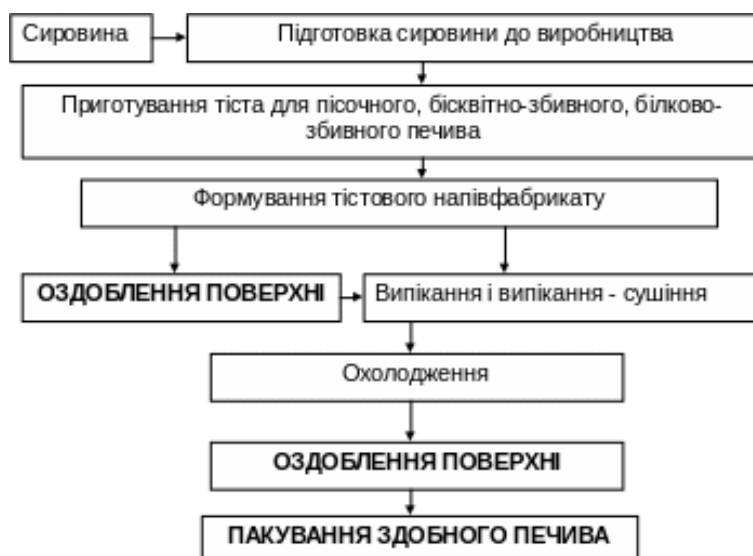 Сировина
Підготовка сировини до виробництва
Приготування тіста для пісочного, бісквітно-збивного, білково-
збивного печива
Формування тістового напівфабрикату
ОЗДОБЛЕННЯ ПОВЕРХНІ
Випікання і випікання - сушіння
Охолодження
ОЗДОБЛЕННЯ ПОВЕРХНІ
ПАКУВАННЯ ЗДОБНОГО ПЕЧИВА